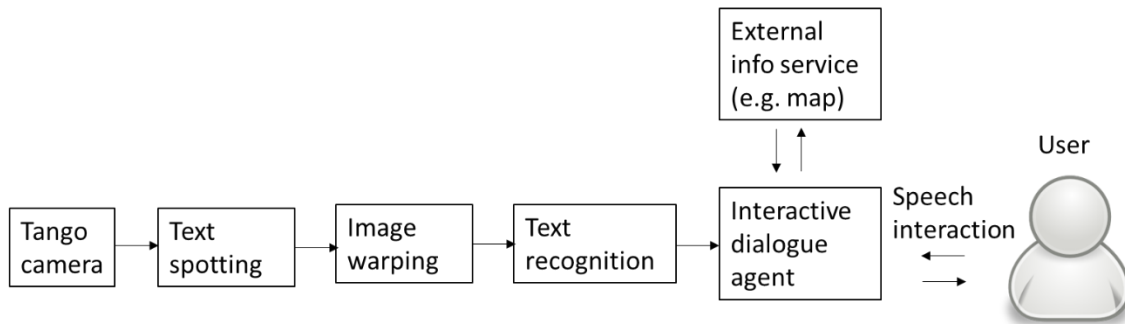 External
info service
(e.g. map)
User
Speech
interaction
Tango
camera
Text
spotting
Image
warping
Text
recognition
Interactive
dialogue
agent